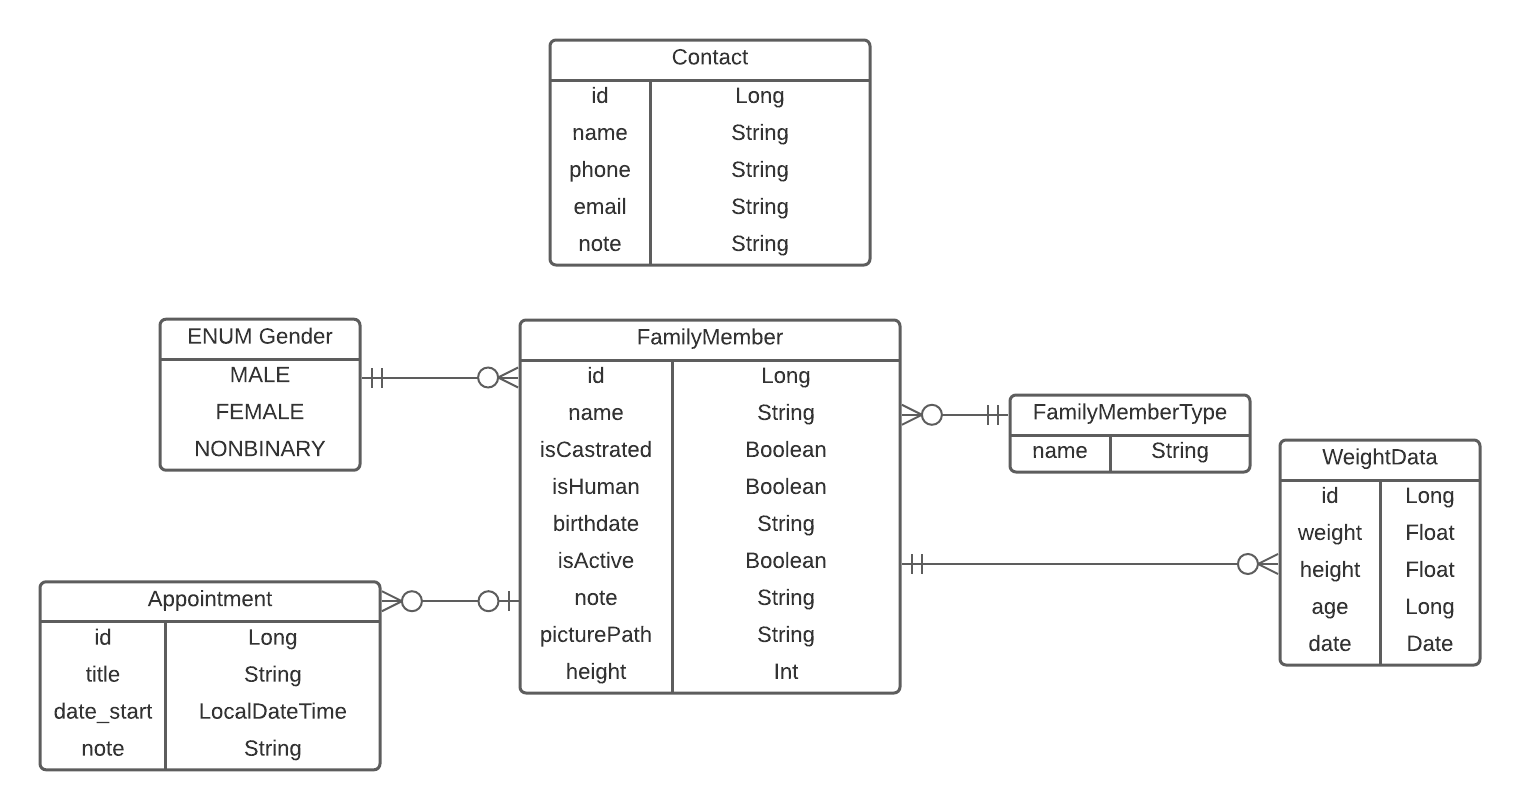 Contact
id Long
name String
phone String
email String
note String
ENUM Gender
MALE
FEMALE
NONBINARY
FamilyMember
id Long
name String
isCastrated Boolean
isHuman Boolean
birthdate String
isActive Boolean
note String
picturePath String
height Int
FamilyMemberType
name String
WeightData
id Long
weight Float
height Float
age Long
date Date
Appointment
id Long
title String
date_start LocalDateTime
note String